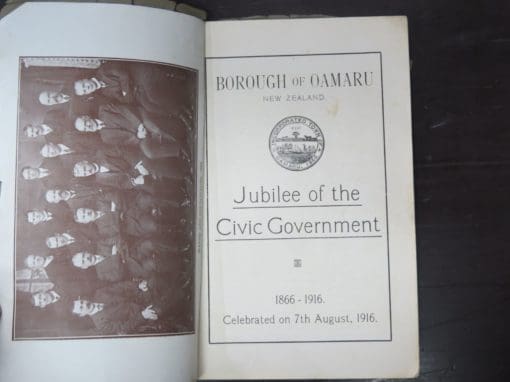 BOROUGH OF OAMARU
NEW ZEALAND.
Jubilee of the
Civic Government
1866 - 1916.
Celebrated on 7th August, 1916.